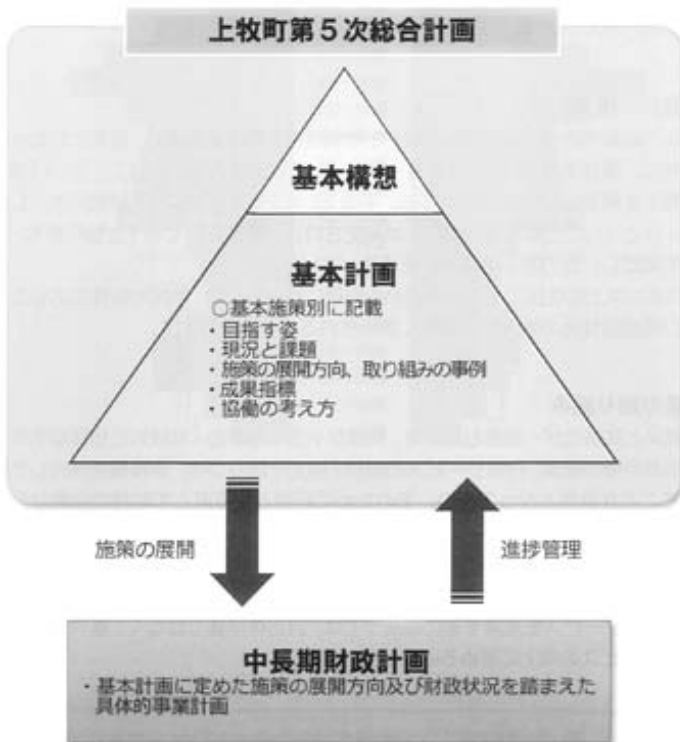 上牧町第5次総合計画
基本構想
基本計画
○基本施策別に記載
・目指す姿
・現況と課題
・施策の展開方向、取り組みの事例
・成果指標
・協働の考え方
施策の展開
進捗管理
中長期財政計画
・基本計画に定めた施策の展開方向及び財政状況を踏まえた
具体的事業計画